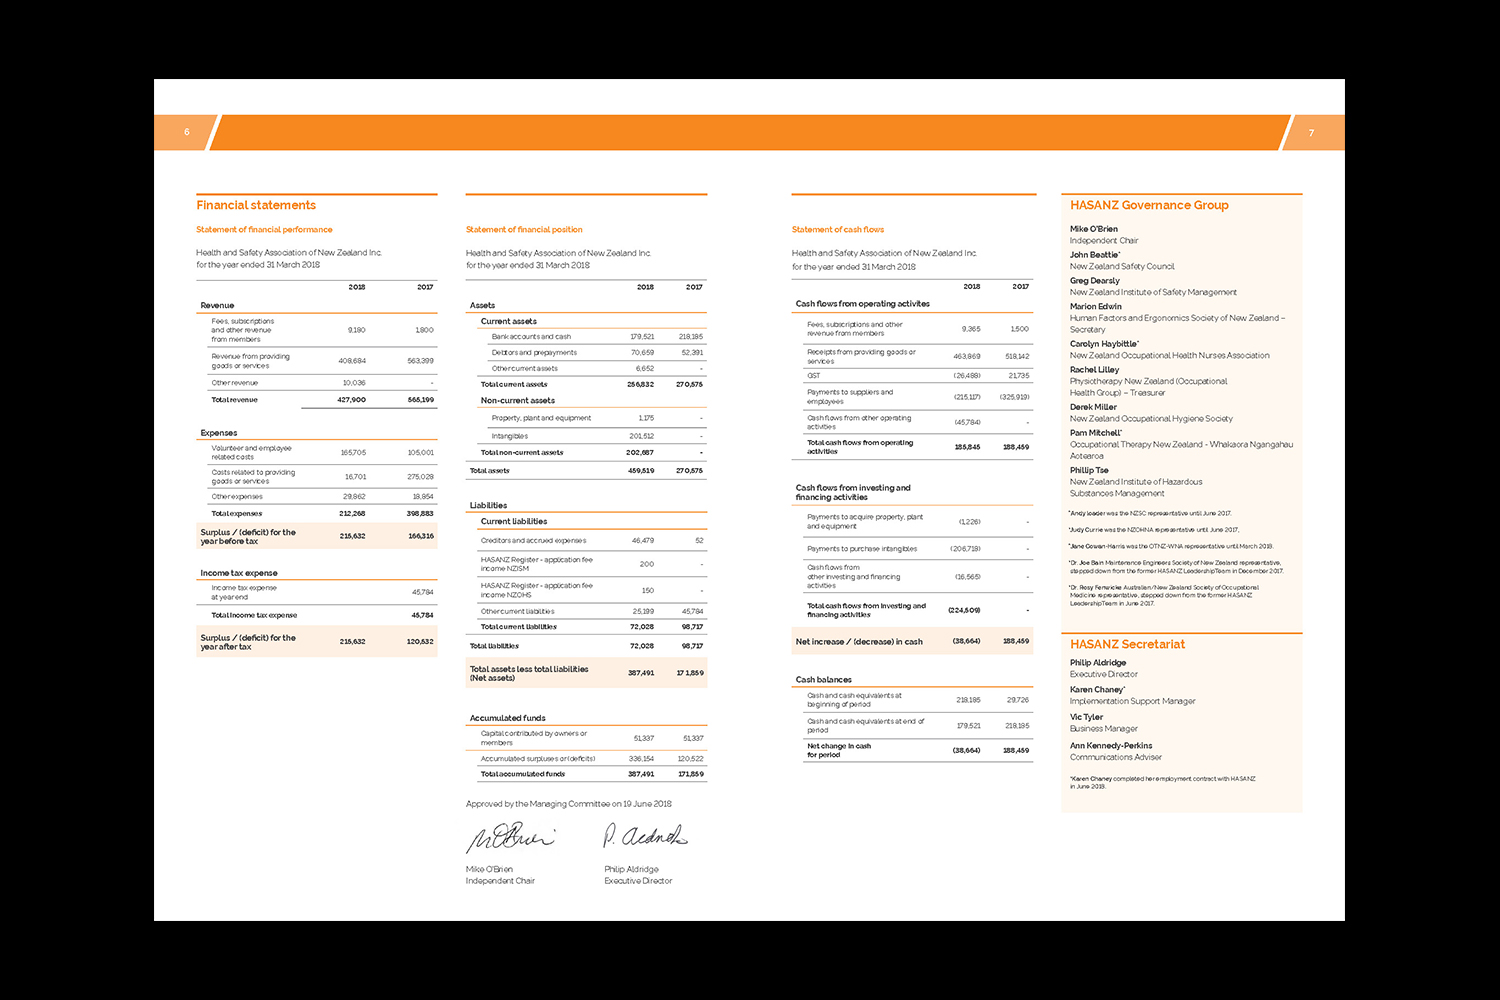 6
7
Financial statements
Statement of financial performance
Health and Safety Association of New Zealand Inc.
for the year ended 31 March 2018
2018 2017
Revenue
Fees, subscriptions
and other revenue
from members 9,180 1,800
Revenue from providing
goods or services 408,684 563,399
Other revenue 10,036 -
Total revenue 427,900 565,199
Expenses
Volunteer and employee
related costs 165,705 105,001
Costs related to providing
goods or services 16,701 275,028
Other expenses 29,862 18,854
Total expenses 212,268 398,883
Surplus / (deficit) for the
year before tax 215,632 166,316
Income tax expense
Income tax expense
at year end 45,784
Total income tax expense 45,784
Surplus / (deficit) for the
year after tax 215,632 120,532
Statement of financial position
Health and Safety Association of New Zealand Inc.
for the year ended 31 March 2018
2018 2017
Assets
Current assets
Bank accounts and cash 179,521 218,185
Debtors and prepayments 70,659 52,391
Other current assets 6,652 -
Total current assets 256,832 270,575
Non-current assets
Property, plant and equipment 1,175 -
Intangibles 201,512 -
Total non-current assets 202,687 -
Total assets 459,519 270,575
Liabilities
Current liabilities
Creditors and accrued expenses 46,479 52
HASANZ Register - application fee
income NZISM 200 -
HASANZ Register - application fee
income NZOHS 150 -
Other current liabilities 25,199 45,784
Total current liabilities 72,028 98,717
Total liabilities 72,028 98,717
Total assets less total liabilities
(Net assets) 387,491 171,859
Accumulated funds
Capital contributed by owners or
members 51,337 51,337
Accumulated surpluses or (deficits) 336,154 120,522
Total accumulated funds 387,491 171,859
Approved by the Managing Committee on 19 June 2018
Mike O'Brien Philip Aldridge
Independent Chair Executive Director
Statement of cash flows
Health and Safety Association of New Zealand Inc.
for the year ended 31 March 2018
2018 2017
Cash flows from operating activites
Fees, subscriptions and other
revenue from members 9,365 1,500
Receipts from providing goods or
services 463,869 518,142
GST (26,488) 21,735
Payments to suppliers and
employees (215,117) (325,919)
Cash flows from other operating
activities (45,784) -
Total cash flows from operating
activities 185,845 188,459
Cash flows from investing and
financing activities
Payments to acquire property, plant
and equipment (1,226) -
Payments to purchase intangibles (206,718) -
Cash flows from
other investing and financing
activities (16,565) -
Total cash flows from investing and
financing activities (224,509) -
Net increase / (decrease) in cash (38,664) 188,459
Cash balances
Cash and cash equivalents at
beginning of period 218,185 29,726
Cash and cash equivalents at end of
period 179,521 218,185
Net change in cash
for period (38,664) 188,459
HASANZ Governance Group
Mike O'Brien
Independent Chair
John Beattie*
New Zealand Safety Council
Greg Dearsly
New Zealand Institute of Safety Management
Marion Edwin
Human Factors and Ergonomics Society of New Zealand –
Secretary
Carolyn Haybittle*
New Zealand Occupational Health Nurses Association
Rachel Lilley
Physiotherapy New Zealand (Occupational
Health Group) – Treasurer
Derek Miller
New Zealand Occupational Hygiene Society
Pam Mitchell*
Occupational Therapy New Zealand - Whakaora Ngangahau
Aotearoa
Phillip Tse
New Zealand Institute of Hazardous
Substances Management
*Andy loader was the NZSC representative until June 2017.
*Judy Currie was the NZOHNA representative until June 2017.
*Jane Cowan-Harris was the OTNZ-WNA representative until March 2018.
*Dr. Joe Bain Maintenance Engineers Society of New Zealand representative,
stepped down from the former HASANZ Leadership Team in December 2017.
*Dr. Rosy Fenwicke Australian/New Zealand Society of Occupational
Medicine representative, stepped down from the former HASANZ
Leadership Team in June 2017.
HASANZ Secretariat
Philip Aldridge
Executive Director
Karen Chaney*
Implementation Support Manager
Vic Tyler
Business Manager
Ann Kennedy-Perkins
Communications Adviser
*Karen Chaney completed her employment contract with HASANZ
in June 2018.